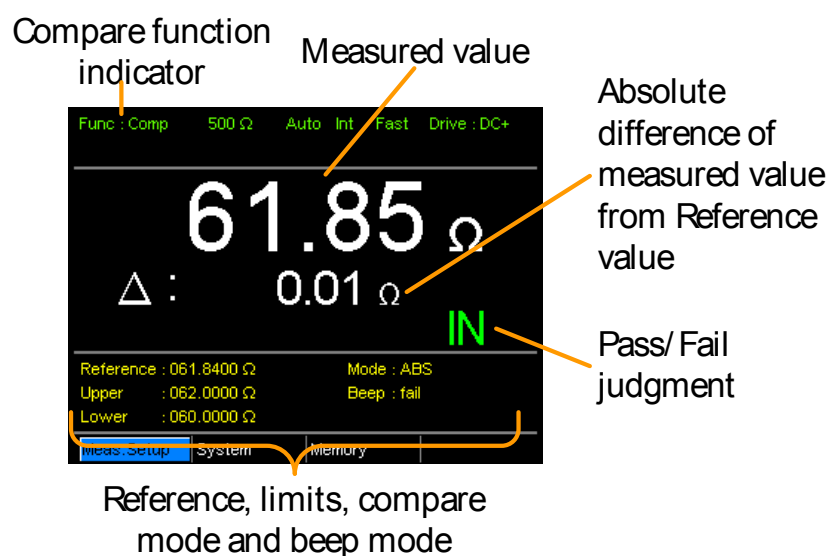 Compare function
indicator
Measured value
Absolute
difference of
measured value
from Reference
value
Func : Comp 500 Ω Auto Int Fast Drive : DC+
61.85 Ω
Δ : 0.01 Ω
IN
Pass/ Fail
judgment
Reference : 061.8400 Ω Mode : ABS
Upper : 062.0000 Ω Beep : fail
Lower : 060.0000 Ω
Meas.Setup System Memory
Reference, limits, compare
mode and beep mode